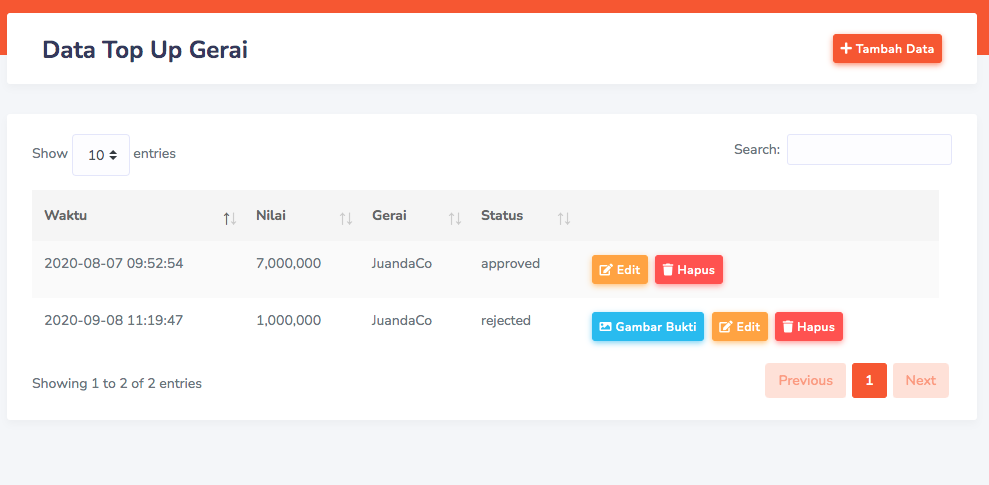 Data Top Up Gerai
Tambah Data
Show 10 entries
Search:
Waktu Nilai Gerai Status
2020-08-07 09:52:54 7,000,000 JuandaCo approved Edit Hapus
2020-09-08 11:19:47 1,000,000 JuandaCo rejected Gambar Bukti Edit Hapus
Showing 1 to 2 of 2 entries
Previous 1 Next